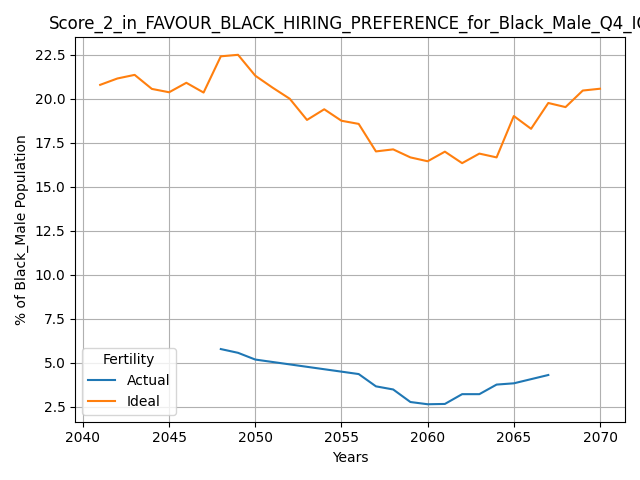 Score_2_in_FAVOUR_BLACK_HIRING_PREFERENCE_for_Black_Male_Q4_IQ
22.5
20.0
17.5
15.0
12.5
10.0
7.5
5.0
2.5
% of Black_Male Population
Fertility
Actual
Ideal
2040
2045
2050
2055
2060
2065
2070
Years